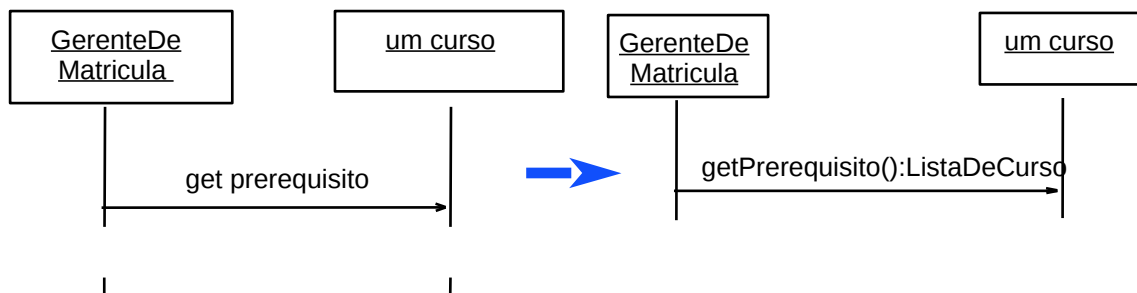 GerenteDe
Matricula
um curso
get prerequisito
GerenteDe
Matricula
um curso
getPrerequisito():ListaDeCurso